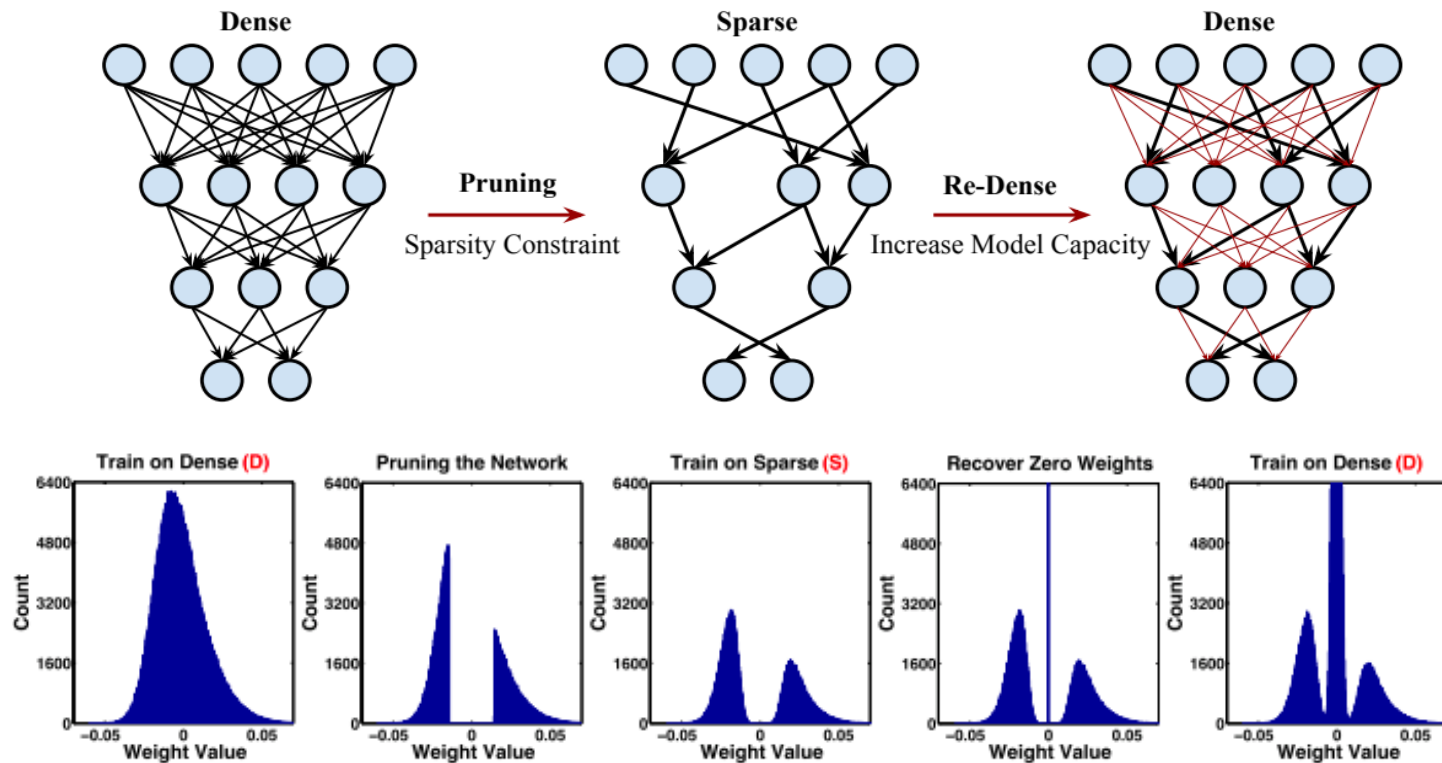 Dense
Sparse
Dense
Pruning
Sparsity Constraint
Re-Dense
Increase Model Capacity
Train on Dense (D)
6400
4800
3200
1600
0
Count
−0.05
0
0.05
Weight Value
Pruning the Network
6400
4800
3200
1600
0
Count
−0.05
0
0.05
Weight Value
Train on Sparse (S)
6400
4800
3200
1600
0
Count
−0.05
0
0.05
Weight Value
Recover Zero Weights
6400
4800
3200
1600
0
Count
−0.05
0
0.05
Weight Value
Train on Dense (D)
6400
4800
3200
1600
0
Count
−0.05
0
0.05
Weight Value